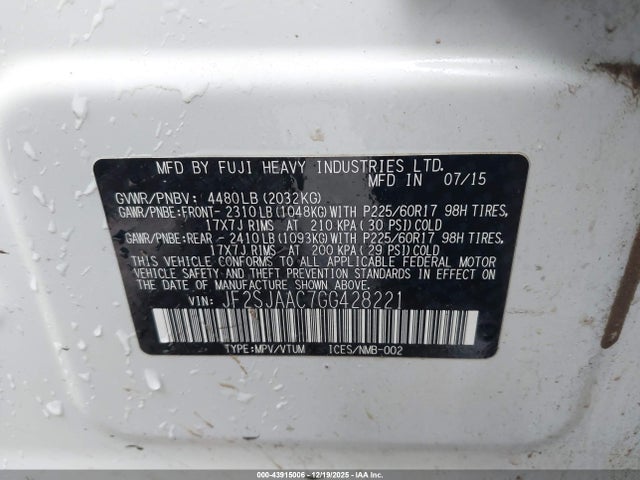 MFD BY FUJI HEAVY INDUSTRIES LTD.
MFD IN 07/15
GVWR/PNBV: 4480LB (2032KG)
GAWR/PNBE:FRONT- 2310LB (1048KG) WITH P225/60R17 98H TIRES,
17X7J RIMS AT 210 KPA ( 30 PSI) COLD
GAWR/PNBE:REAR - 2410LB (1093KG) WITH P225/60R17 98H TIRES,
17X7J RIMS AT 200 KPA (29 PSI) COLD
THIS VEHICLE CONFORMS TO ALL APPLICABLE FEDERAL MOTOR
VEHICLE SAFETY AND THEFT PREVENTION STANDARDS IN EFFECT ON
THE DATE OF MANUFACTURE SHOWN ABOVE.
VIN: JF2SJAAC7GG428221
TYPE:MPV/VTUM ICES/NMB-002
000-43915006 - 12/19/2025 - Copart, Inc.